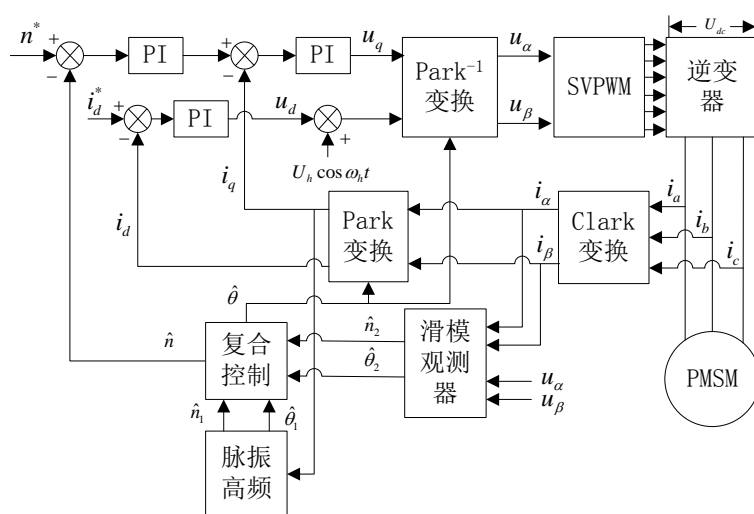 n* + PI + PI u_q Park⁻¹ 变换 u_α SVPWM 逆变器 U_dc
− −
i_d* + PI u_d + u_β
−
U_h cos ω_h t
i_q i_d Park 变换 i_α Clark 变换 i_a
i_β i_b
i_c
θ̂
n̂ 复合控制 n̂₂ 滑模观测器 PMSM
θ̂₂
u_α
u_β
n̂₁ θ̂₁
脉振高频